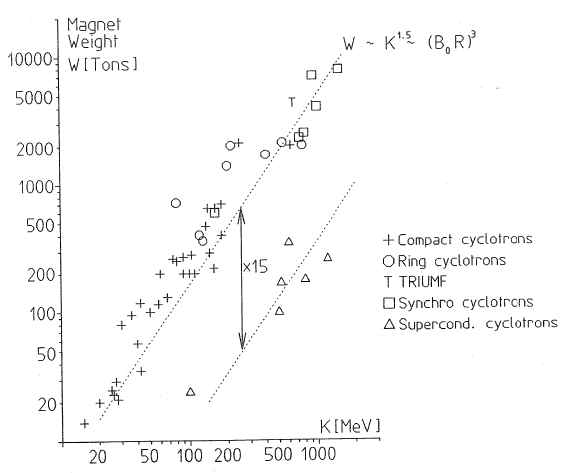 Magnet
Weight
W[Tons]
W ~ K^1.5 ~ (B₀R)³
10000
5000
2000
1000
500
200
100
50
20
x15
+ Compact cyclotrons
○ Ring cyclotrons
T TRIUMF
□ Synchro cyclotrons
△ Supercond. cyclotrons
T
K[MeV]
20 50 100 200 500 1000